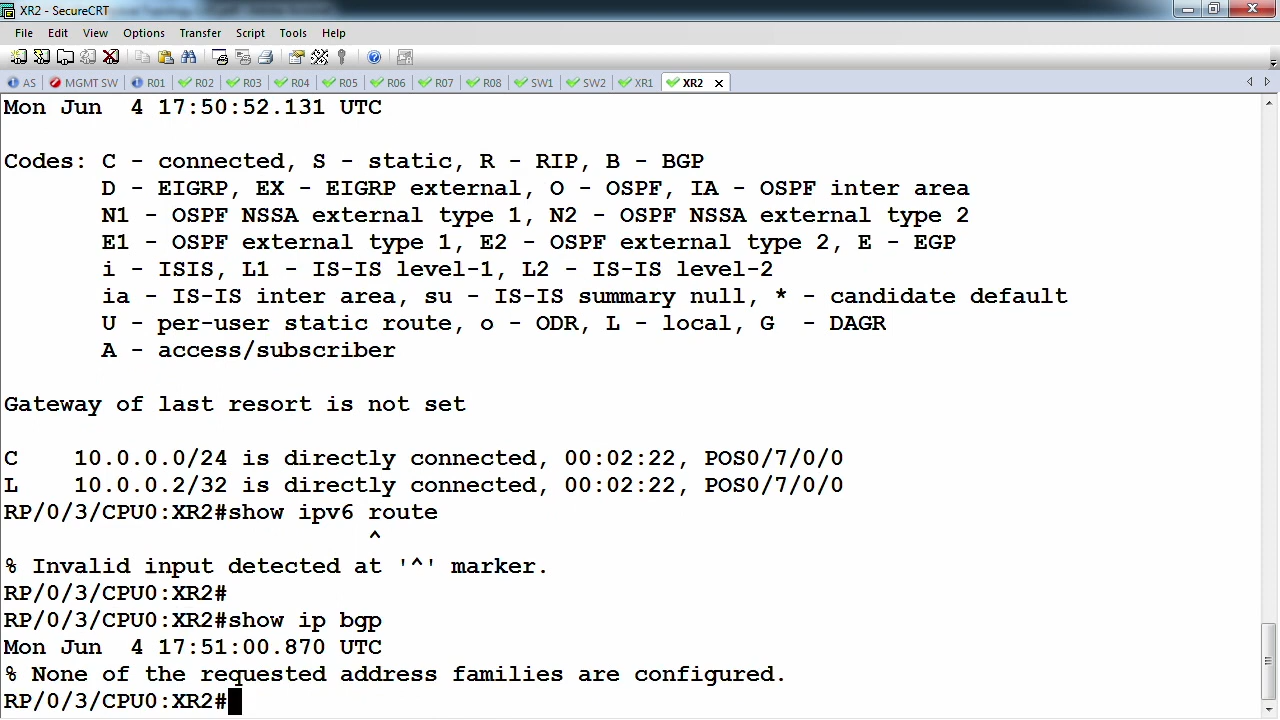 XR2 - SecureCRT
File Edit View Options Transfer Script Tools Help
AS MGMT SW R01 R02 R03 R04 R05 R06 R07 R08 SW1 SW2 XR1 XR2
Mon Jun  4 17:50:52.131 UTC
Codes: C - connected, S - static, R - RIP, B - BGP
       D - EIGRP, EX - EIGRP external, O - OSPF, IA - OSPF inter area
       N1 - OSPF NSSA external type 1, N2 - OSPF NSSA external type 2
       E1 - OSPF external type 1, E2 - OSPF external type 2, E - EGP
       i - ISIS, L1 - IS-IS level-1, L2 - IS-IS level-2
       ia - IS-IS inter area, su - IS-IS summary null, * - candidate default
       U - per-user static route, o - ODR, L - local, G  - DAGR
       A - access/subscriber
Gateway of last resort is not set
C    10.0.0.0/24 is directly connected, 00:02:22, POS0/7/0/0
L    10.0.0.2/32 is directly connected, 00:02:22, POS0/7/0/0
RP/0/3/CPU0:XR2#show ipv6 route
                          ^
% Invalid input detected at '^' marker.
RP/0/3/CPU0:XR2#
RP/0/3/CPU0:XR2#show ip bgp
Mon Jun  4 17:51:00.870 UTC
% None of the requested address families are configured.
RP/0/3/CPU0:XR2#